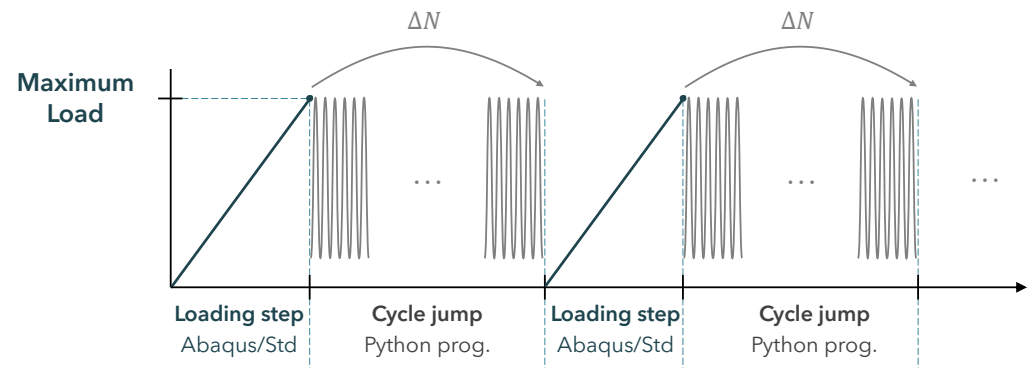 ΔN
ΔN
Maximum
Load
...
...
...
Loading step
Cycle jump
Loading step
Cycle jump
Abaqus/Std
Python prog.
Abaqus/Std
Python prog.